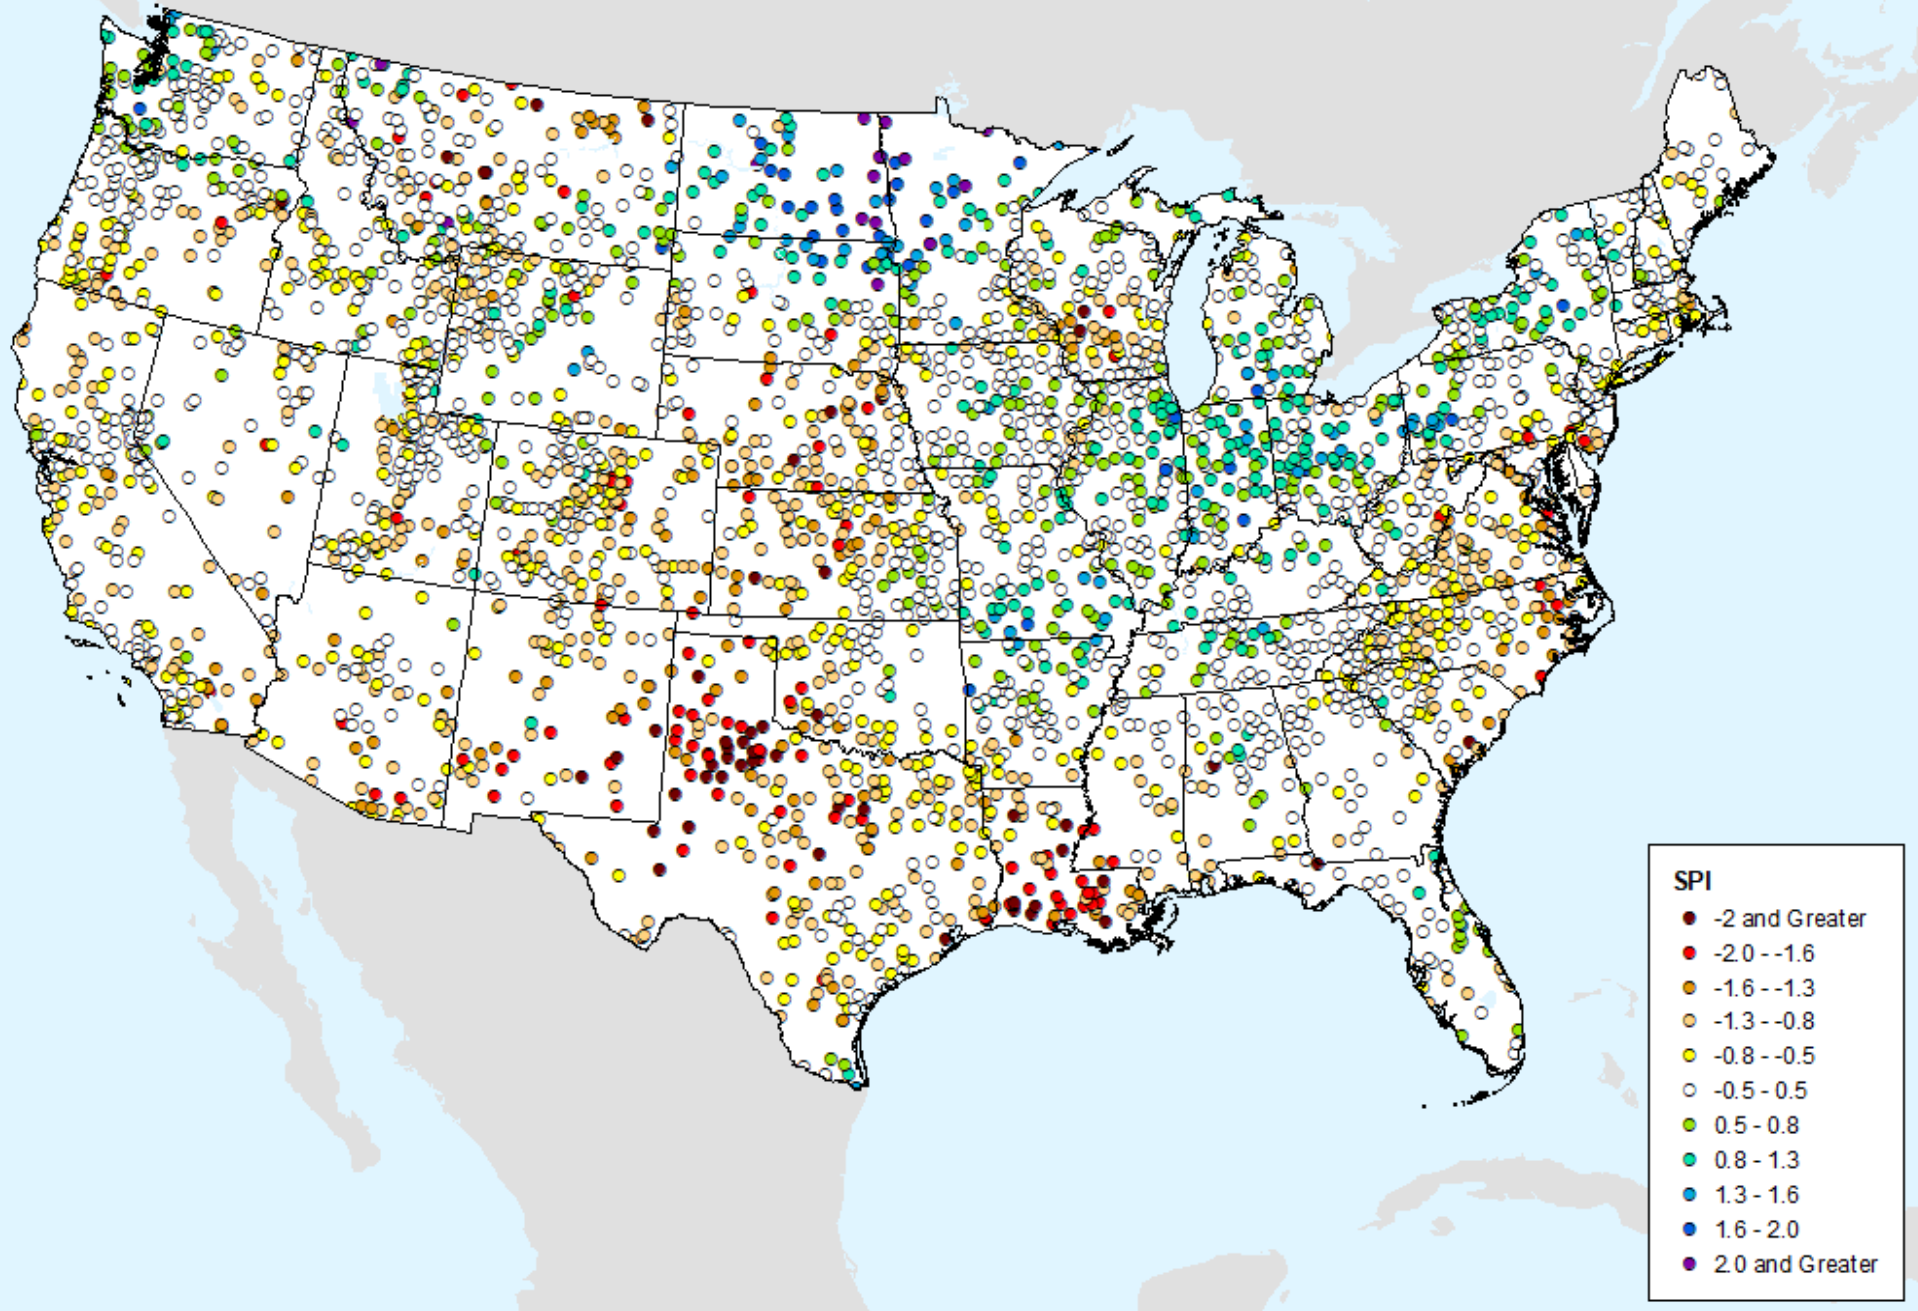 SPI
-2 and Greater
-2.0 - -1.6
-1.6 - -1.3
-1.3 - -0.8
-0.8 - -0.5
-0.5 - 0.5
0.5 - 0.8
0.8 - 1.3
1.3 - 1.6
1.6 - 2.0
2.0 and Greater